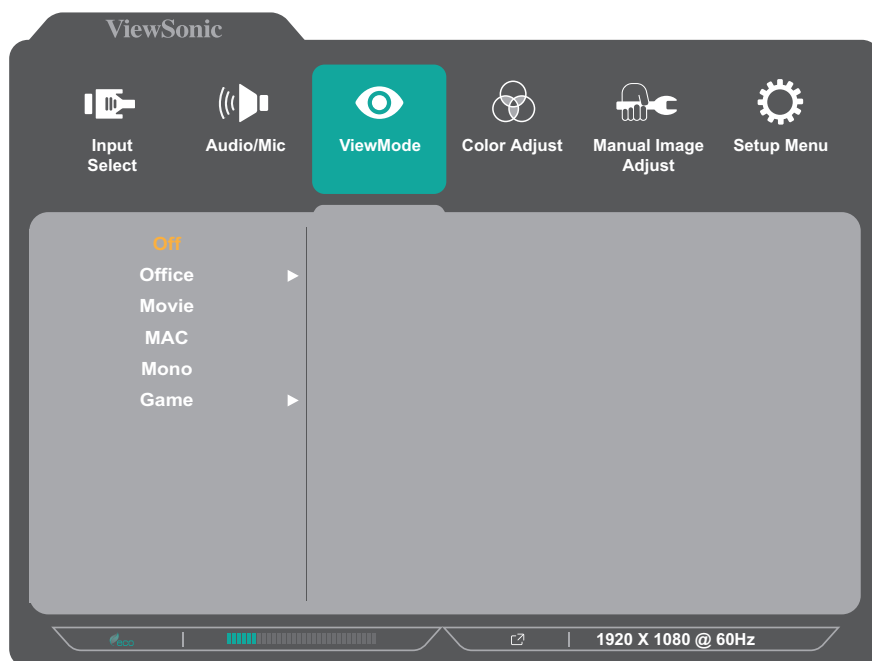 ViewSonic
Input
Select
Audio/Mic
ViewMode
Color Adjust
Manual Image
Adjust
Setup Menu
Off
Office
Movie
MAC
Mono
Game
eco
1920 X 1080 @ 60Hz